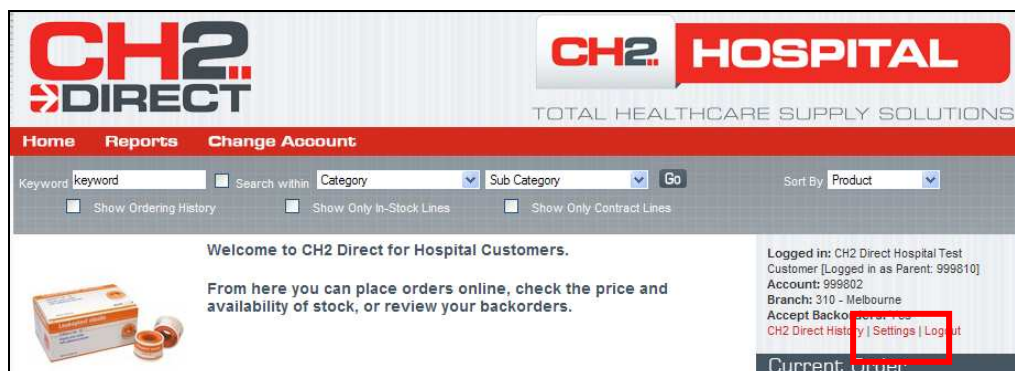 CH2..
DIRECT
CH2.. HOSPITAL
TOTAL HEALTHCARE SUPPLY SOLUTIONS
Home Reports Change Account
Keyword keyword Search within Category Sub Category Go Sort By Product
Show Ordering History Show Only In-Stock Lines Show Only Contract Lines
Welcome to CH2 Direct for Hospital Customers.
From here you can place orders online, check the price and
availability of stock, or review your backorders.
Logged in: CH2 Direct Hospital Test
Customer [Logged in as Parent: 999810]
Account: 999802
Branch: 310 - Melbourne
Accept Backorders: Yes
CH2 Direct History | Settings | Logout
Current Order